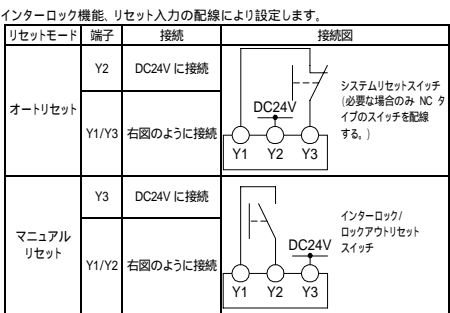 インターロック機能、リセット入力の配線により設定します。
リセットモード 端子 接続 接続図
オートリセット
Y2 DC24V に接続
Y1/Y3 右図のように接続
DC24V
Y1 Y2 Y3
システムリセットスイッチ
(必要な場合のみ NC タ
イプのスイッチを配線
する。)
マニュアル
リセット
Y3 DC24V に接続
Y1/Y2 右図のように接続
DC24V
Y1 Y2 Y3
インターロック/
ロックアウトリセット
スイッチ